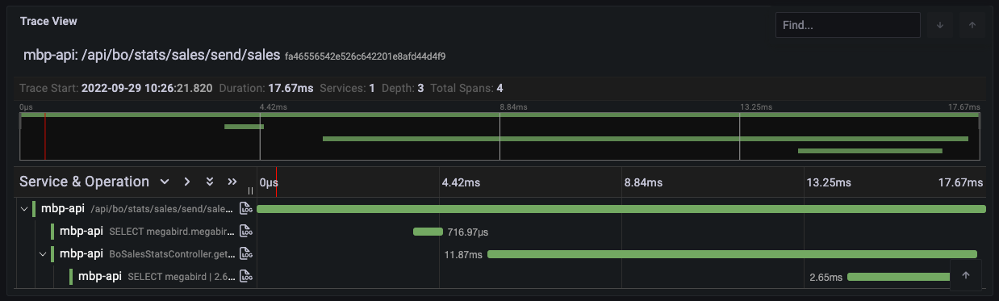 Trace View
Find...
mbp-api: /api/bo/stats/sales/send/sales fa46556542e526c642201e8afd44d4f9
Trace Start: 2022-09-29 10:26:21.820 Duration: 17.67ms Services: 1 Depth: 3 Total Spans: 4
0μs 4.42ms 8.84ms 13.25ms 17.67ms
Service & Operation 0μs 4.42ms 8.84ms 13.25ms 17.67ms
mbp-api /api/bo/stats/sales/send/sale... LOG
mbp-api SELECT megabird.megabir... LOG 716.97μs
mbp-api BoSalesStatsController.get... LOG 11.87ms
mbp-api SELECT megabird | 2.6... LOG 2.65ms